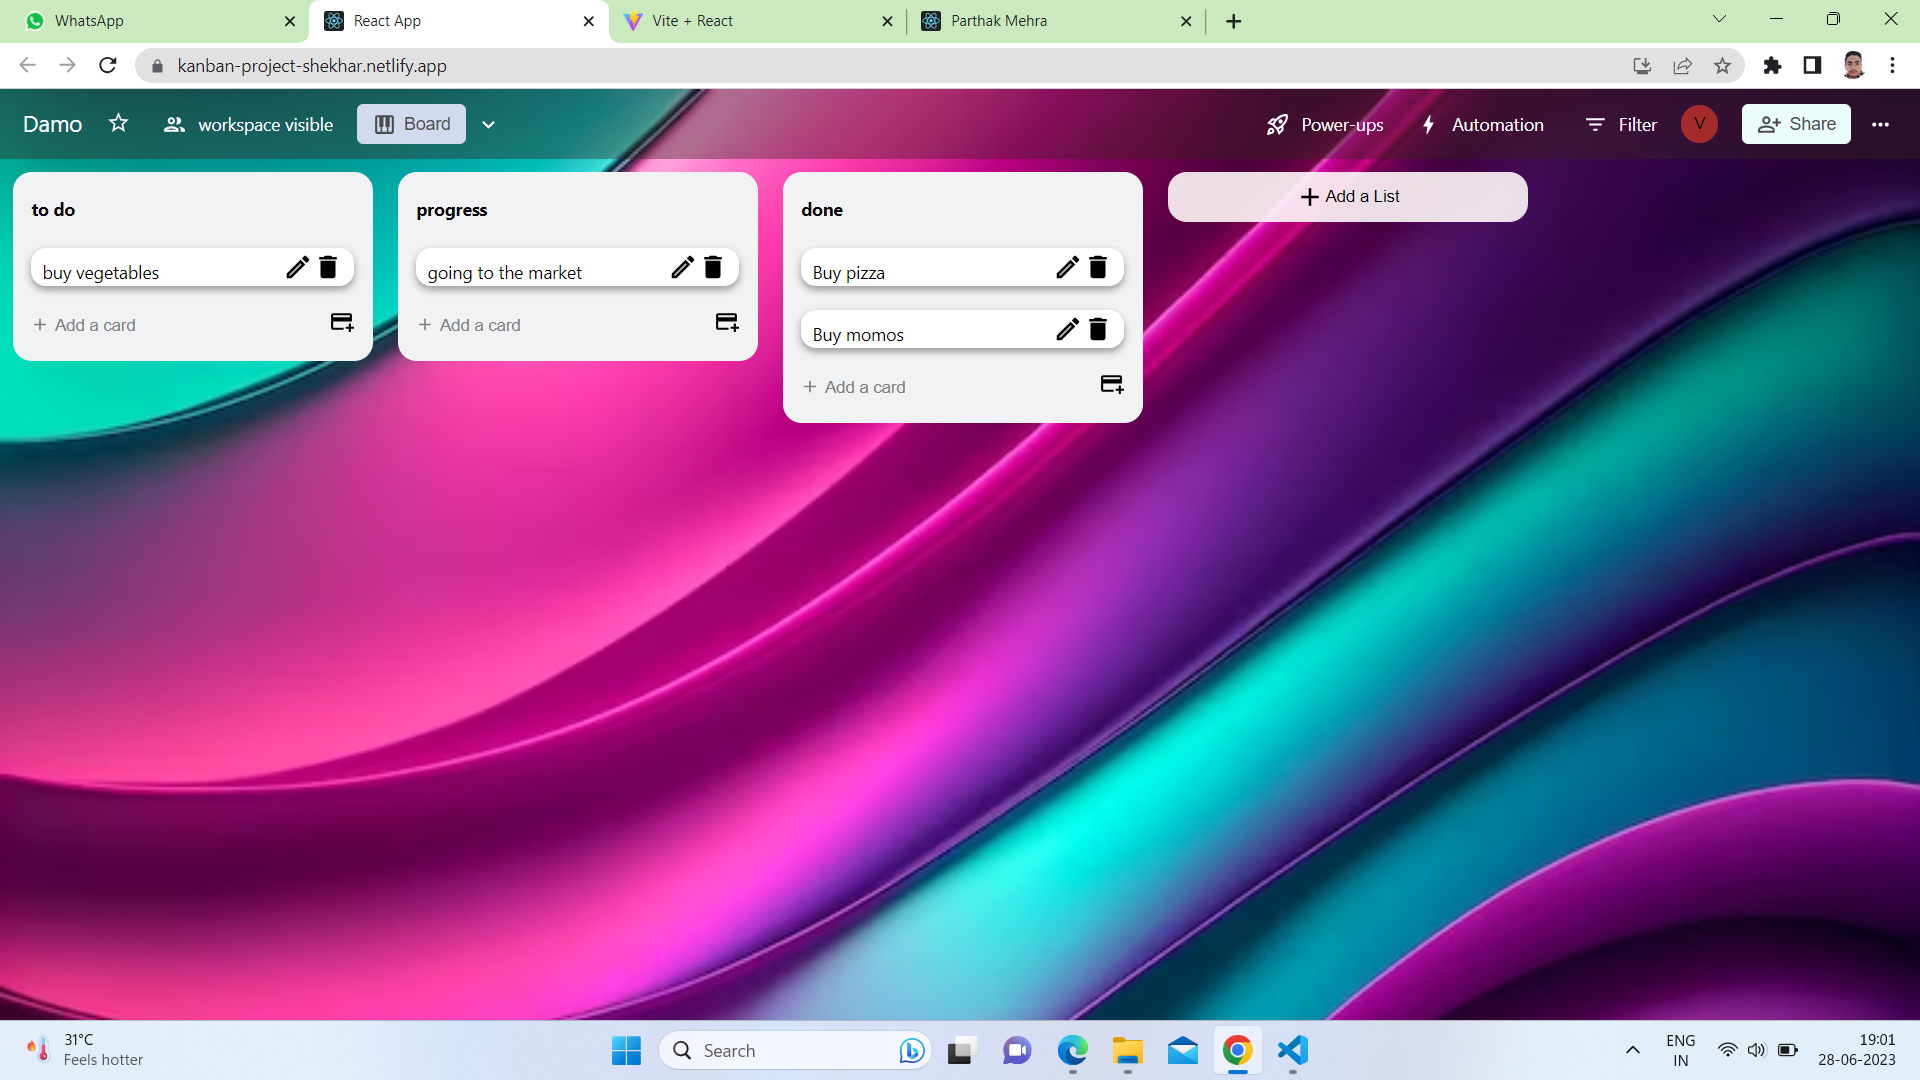 WhatsApp
React App
Vite + React
Parthak Mehra
kanban-project-shekhar.netlify.app
Damo
workspace visible
Board
Power-ups
Automation
Filter
V
Share
to do
buy vegetables
+ Add a card
progress
going to the market
+ Add a card
done
Buy pizza
Buy momos
+ Add a card
+ Add a List
31°C
Feels hotter
Search
ENG
IN
19:01
28-06-2023